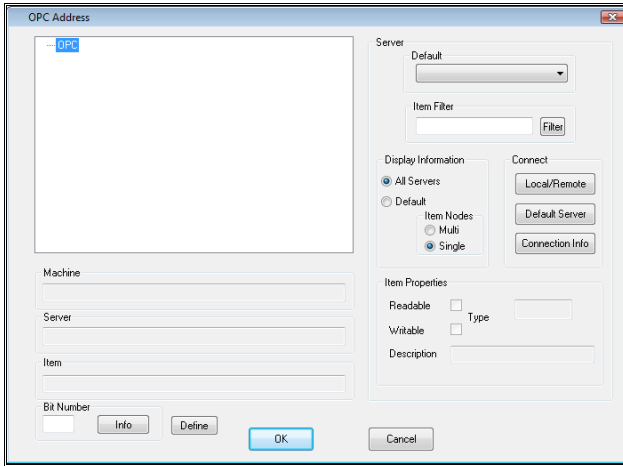 OPC Address
OPC
Server
Default
Item Filter
Filter
Display Information
All Servers
Default
Item Nodes
Multi
Single
Connect
Local/Remote
Default Server
Connection Info
Machine
Server
Item
Item Properties
Readable
Type
Writable
Description
Bit Number
Info
Define
OK
Cancel